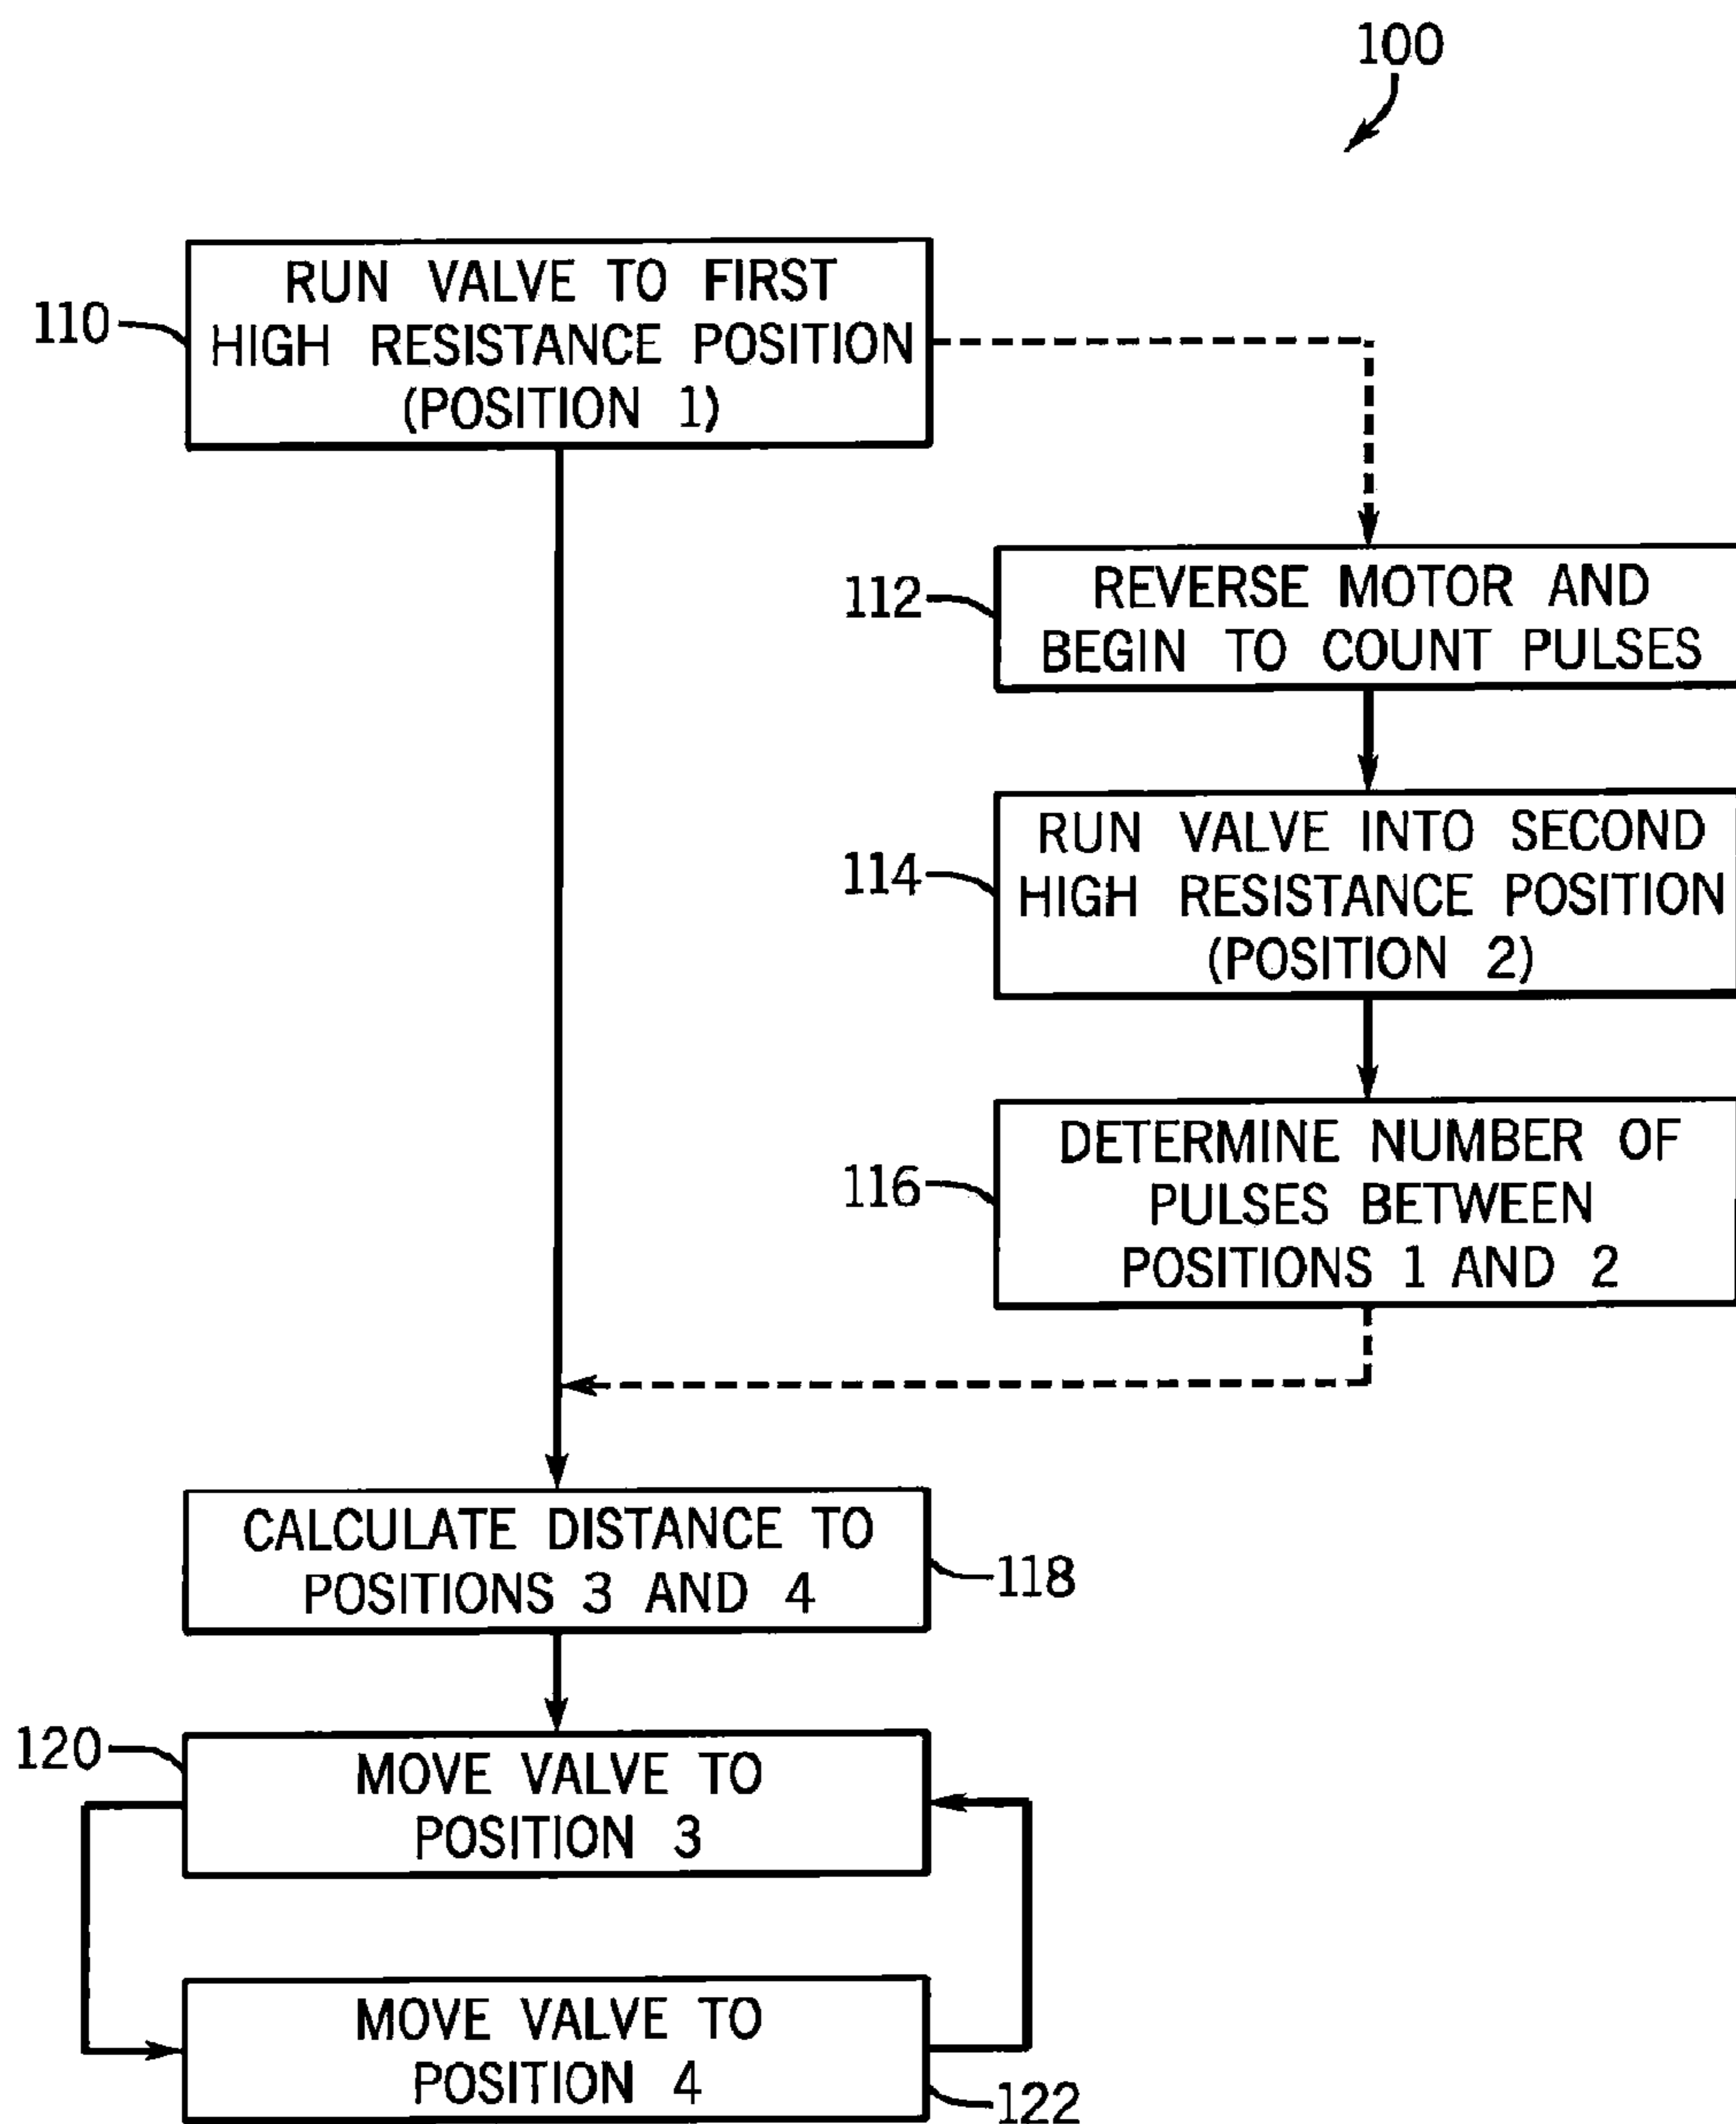 100
110
RUN VALVE TO FIRST
HIGH RESISTANCE POSITION
(POSITION 1)
112
REVERSE MOTOR AND
BEGIN TO COUNT PULSES
114
RUN VALVE INTO SECOND
HIGH RESISTANCE POSITION
(POSITION 2)
116
DETERMINE NUMBER OF
PULSES BETWEEN
POSITIONS 1 AND 2
CALCULATE DISTANCE TO
POSITIONS 3 AND 4
118
120
MOVE VALVE TO
POSITION 3
MOVE VALVE TO
POSITION 4
122